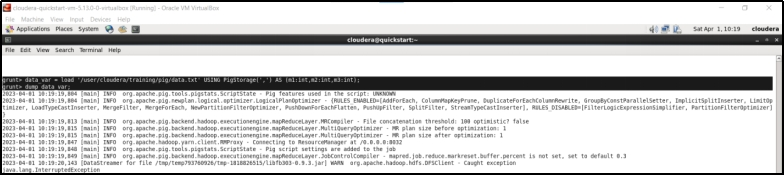 cloudera-quickstart-vm-5.13.0-0-virtualbox [Running] - Oracle VM VirtualBox
File Machine View Input Devices Help
Applications Places System Sat Apr 1, 10:19 cloudera
cloudera@quickstart:~
File Edit View Search Terminal Help
grunt> data_var = load '/user/cloudera/training/pig/data.txt' USING PigStorage(',') AS (m1:int,m2:int,m3:int);
grunt> dump data_var;
2023-04-01 10:19:19,804 [main] INFO org.apache.pig.tools.pigstats.ScriptState - Pig features used in the script: UNKNOWN
2023-04-01 10:19:19,804 [main] INFO org.apache.pig.newplan.logical.optimizer.LogicalPlanOptimizer - {RULES_ENABLED=[AddForEach, ColumnMapKeyPrune, DuplicateForEachColumnRewrite, GroupByConstParallelSetter, ImplicitSplitInserter, LimitOp
timizer, LoadTypeCastInserter, MergeFilter, MergeForEach, NewPartitionFilterOptimizer, PushDownForEachFlatten, PushUpFilter, SplitFilter, StreamTypeCastInserter], RULES_DISABLED=[FilterLogicExpressionSimplifier, PartitionFilterOptimizer]
}
2023-04-01 10:19:19,813 [main] INFO org.apache.pig.backend.hadoop.executionengine.mapReduceLayer.MRCompiler - File concatenation threshold: 100 optimistic? false
2023-04-01 10:19:19,815 [main] INFO org.apache.pig.backend.hadoop.executionengine.mapReduceLayer.MultiQueryOptimizer - MR plan size before optimization: 1
2023-04-01 10:19:19,815 [main] INFO org.apache.pig.backend.hadoop.executionengine.mapReduceLayer.MultiQueryOptimizer - MR plan size after optimization: 1
2023-04-01 10:19:19,841 [main] INFO org.apache.hadoop.yarn.client.RMProxy - Connecting to ResourceManager at /0.0.0.0:8032
2023-04-01 10:19:19,848 [main] INFO org.apache.pig.tools.pigstats.ScriptState - Pig script settings are added to the job
2023-04-01 10:19:19,849 [main] INFO org.apache.pig.backend.hadoop.executionengine.mapReduceLayer.JobControlCompiler - mapred.job.reduce.markreset.buffer.percent is not set, set to default 0.3
2023-04-01 10:19:20,143 [DataStreamer for file /tmp/temp793760926/tmp-1818826515/libfb303-0.9.3.jar] WARN org.apache.hadoop.hdfs.DFSClient - Caught exception
java.lang.InterruptedException